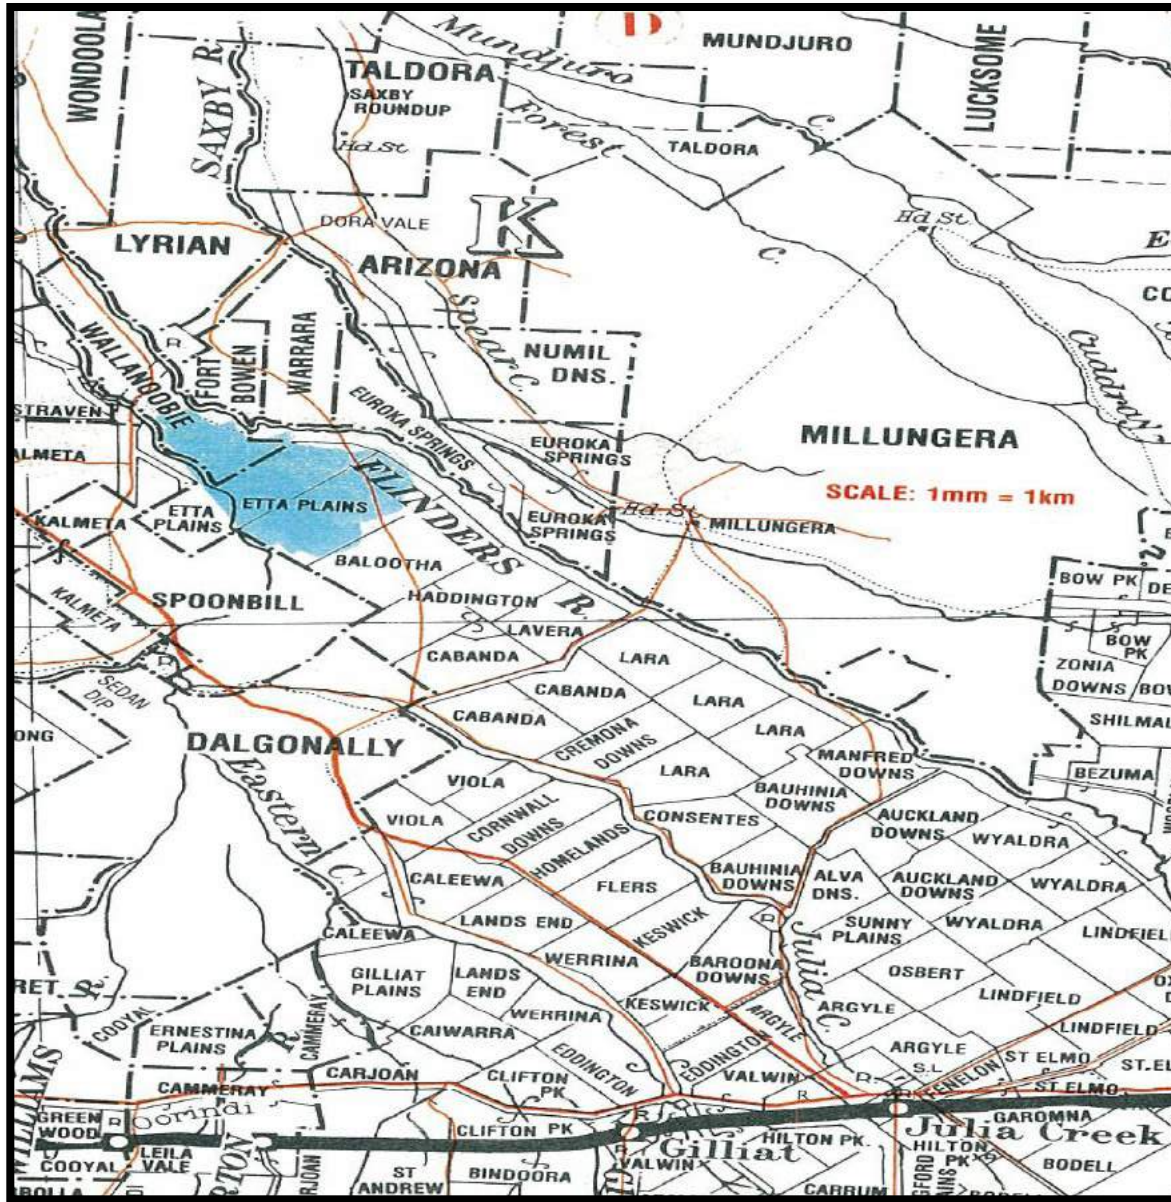 D
WONDOOLA
SAXBY R
Mundjuro
MUNDJURO
LUCKSOME
TALDORA
SAXBY
ROUNDUP
Hd St
Forest
C.
TALDORA
K
DORA VALE
Hd St
LYRIAN
ARIZONA
C.
E
CO
Spear C.
WALLANOOBIE
R
FORT
BOWEN
WARRARA
NUMIL
DNS.
Cuddray
STRAVEN
EUROKA SPRINGS
EUROKA
SPRINGS
MILLUNGERA
ALMETA
FLINDERS R.
SCALE: 1mm = 1km
ETTA PLAINS
ETTA
PLAINS
KALMETA
EUROKA
SPRINGS
Hd St
MILLUNGERA
BALOOTHA
BOW PK
DE
KALMETA
SPOONBILL
HADDINGTON
LAVERA
BOW
PK
CABANDA
LARA
ZONIA
DOWNS
BOW
R
SEDAN
DIP
CABANDA
LARA
ONG
CABANDA
CREMONA
DOWNS
LARA
SHILMAL
DALGONALLY
MANFRED
DOWNS
BEZUMA
Eastern C.
VIOLA
LARA
BAUHINIA
DOWNS
VIOLA
CORNWALL
DOWNS
CONSENTES
AUCKLAND
DOWNS
WYALDRA
HOMELANDS
CALEEWA
FLERS
BAUHINIA
DOWNS
ALVA
DNS.
AUCKLAND
DOWNS
WYALDRA
LANDS END
KESWICK
R
Julia C.
SUNNY
PLAINS
WYALDRA
LINDFIELD
CALEEWA
WERRINA
BAROONA
DOWNS
OSBERT
GILLIAT
PLAINS
LANDS
END
RET
R
KESWICK
ARGYLE
ARGYLE
LINDFIELD
WERRINA
COOYAL
ERNESTINA
PLAINS
R
CAMMERAY
CAIWARRA
EDDINGTON
EDDINGTON
LINDFIELD
ARGYLE
S.L
ST ELMO
ST.EL
CAMMERAY
CARJOAN
CLIFTON
PK
VALWIN
R
R.
FENELON
ST ELMO
WILLIAMS
GREEN
WOOD
R
Oorindi
CLIFTON PK
R
Gilliat
HILTON PK.
Julia Creek
GAROMNA
COOYAL
LEILA
VALE
CARJOAN
ST
ANDREW
BINDOORA
VALWIN
CARRUM
HILTON
PK
BODELL